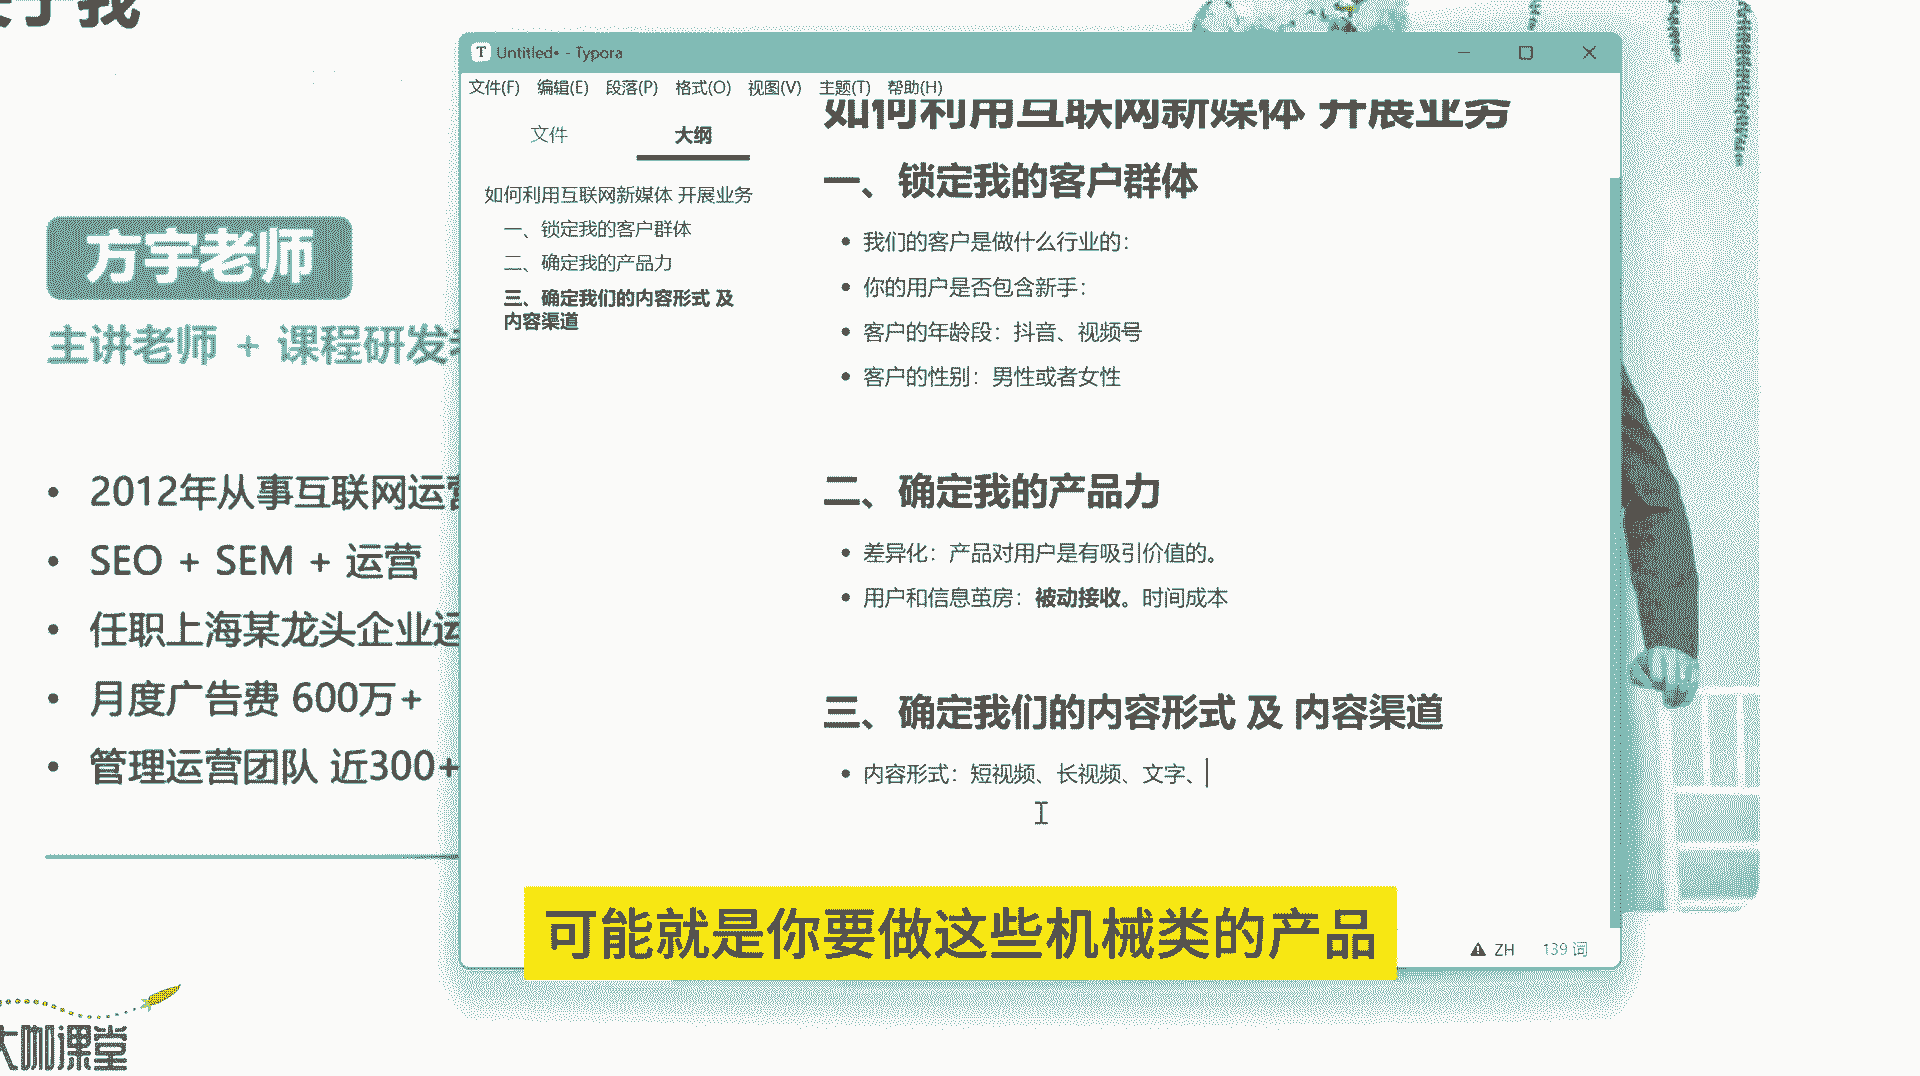 于我
方宇老师
主讲老师 + 课程研发
2012年从事互联网运营
SEO + SEM + 运营
任职上海某龙头企业运
月度广告费 600万+
管理运营团队 近300+
大咖课堂
Untitled• - Typora
文件(F) 编辑(E) 段落(P) 格式(O) 视图(V) 主题(T) 帮助(H)
文件 大纲
如何利用互联网新媒体 开展业务
一、锁定我的客户群体
二、确定我的产品力
三、确定我们的内容形式 及
内容渠道
如何利用互联网新媒体 开展业务
一、锁定我的客户群体
我们的客户是做什么行业的：
你的用户是否包含新手：
客户的年龄段：抖音、视频号
客户的性别：男性或者女性
二、确定我的产品力
差异化：产品对用户是有吸引价值的。
用户和信息茧房：被动接收。时间成本
三、确定我们的内容形式 及 内容渠道
内容形式：短视频、长视频、文字、
ZH 139 词
可能就是你要做这些机械类的产品